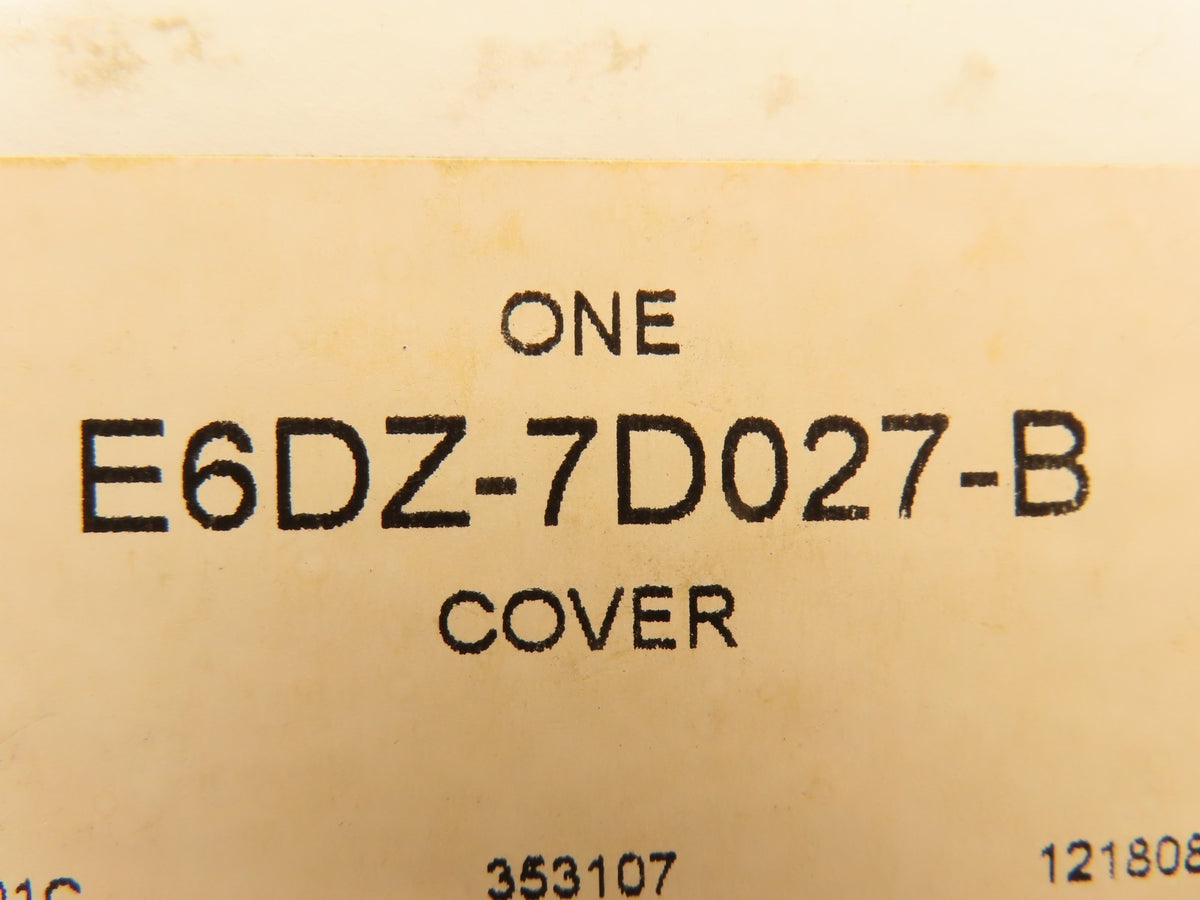 ONE
E6DZ-7D027-B
COVER
353107
121808